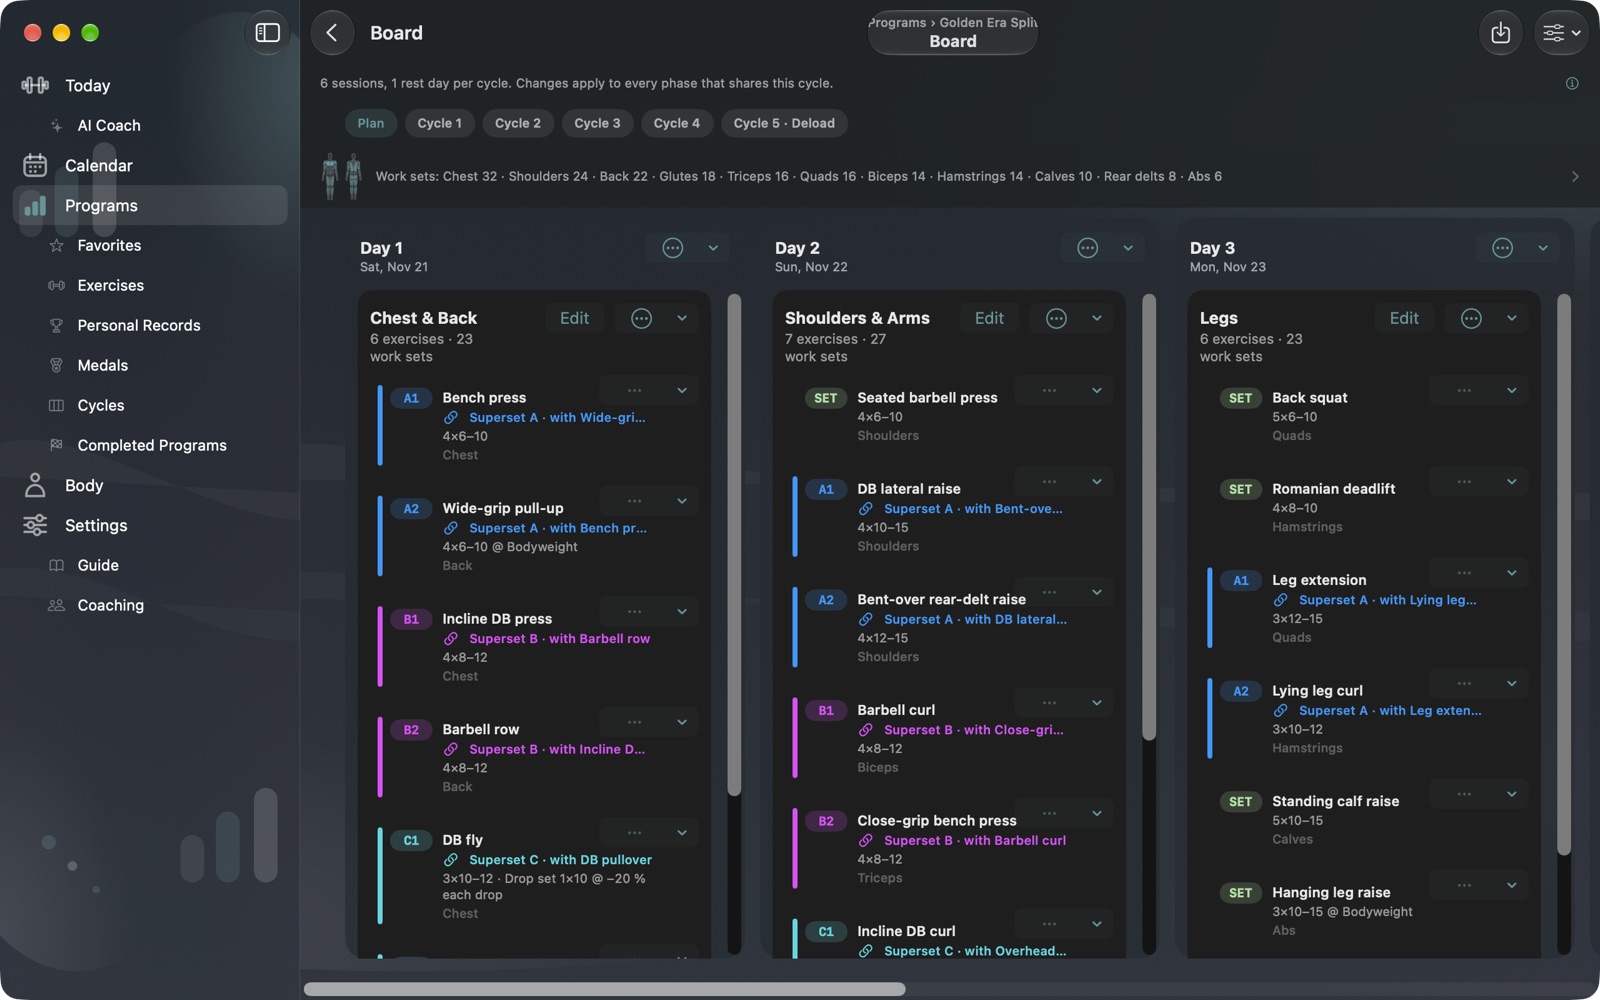 Board
Programs › Golden Era Split
Board
Today
AI Coach
Calendar
Programs
Favorites
Exercises
Personal Records
Medals
Cycles
Completed Programs
Body
Settings
Guide
Coaching
6 sessions, 1 rest day per cycle. Changes apply to every phase that shares this cycle.
Plan
Cycle 1
Cycle 2
Cycle 3
Cycle 4
Cycle 5 · Deload
Work sets: Chest 32 · Shoulders 24 · Back 22 · Glutes 18 · Triceps 16 · Quads 16 · Biceps 14 · Hamstrings 14 · Calves 10 · Rear delts 8 · Abs 6
Day 1
Sat, Nov 21
Chest & Back
Edit
6 exercises · 23
work sets
A1 Bench press
Superset A · with Wide-gri...
4×6–10
Chest
A2 Wide-grip pull-up
Superset A · with Bench pr...
4×6–10 @ Bodyweight
Back
B1 Incline DB press
Superset B · with Barbell row
4×8–12
Chest
B2 Barbell row
Superset B · with Incline D...
4×8–12
Back
C1 DB fly
Superset C · with DB pullover
3×10–12 · Drop set 1×10 @ −20 %
each drop
Chest
Day 2
Sun, Nov 22
Shoulders & Arms
Edit
7 exercises · 27
work sets
SET Seated barbell press
4×6–10
Shoulders
A1 DB lateral raise
Superset A · with Bent-ove...
4×10–15
Shoulders
A2 Bent-over rear-delt raise
Superset A · with DB lateral...
4×12–15
Shoulders
B1 Barbell curl
Superset B · with Close-gri...
4×8–12
Biceps
B2 Close-grip bench press
Superset B · with Barbell curl
4×8–12
Triceps
C1 Incline DB curl
Superset C · with Overhead...
Day 3
Mon, Nov 23
Legs
Edit
6 exercises · 23
work sets
SET Back squat
5×6–10
Quads
SET Romanian deadlift
4×8–10
Hamstrings
A1 Leg extension
Superset A · with Lying leg...
3×12–15
Quads
A2 Lying leg curl
Superset A · with Leg exten...
3×10–12
Hamstrings
SET Standing calf raise
5×10–15
Calves
SET Hanging leg raise
3×10–15 @ Bodyweight
Abs